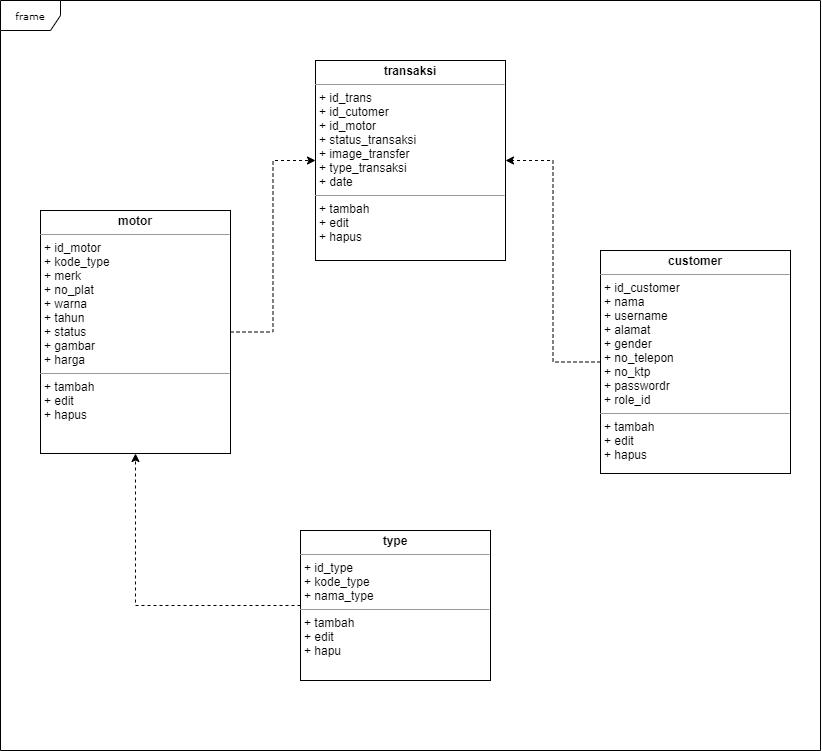 frame
transaksi
+ id_trans
+ id_cutomer
+ id_motor
+ status_transaksi
+ image_transfer
+ type_transaksi
+ date
+ tambah
+ edit
+ hapus
motor
+ id_motor
+ kode_type
+ merk
+ no_plat
+ warna
+ tahun
+ status
+ gambar
+ harga
+ tambah
+ edit
+ hapus
customer
+ id_customer
+ nama
+ username
+ alamat
+ gender
+ no_telepon
+ no_ktp
+ passwordr
+ role_id
+ tambah
+ edit
+ hapus
type
+ id_type
+ kode_type
+ nama_type
+ tambah
+ edit
+ hapu